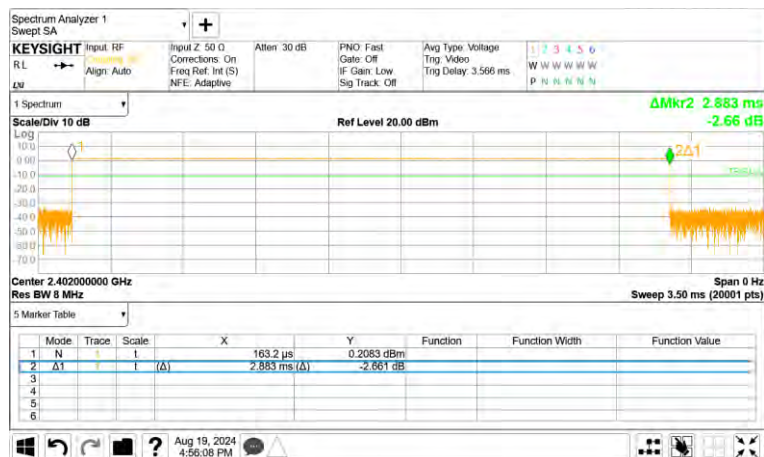 Spectrum Analyzer 1
Swept SA
+
KEYSIGHT
RL
Input: RF
Align: Auto
Input Z: 50 Ω
Corrections: On
Freq Ref: Int (S)
NFE: Adaptive
Atten: 30 dB
PNO: Fast
Gate: Off
IF Gain: Low
Sig Track: Off
Avg Type: Voltage
Trig: Video
Trig Delay: 3.566 ms
1 2 3 4 5 6
W W W W W W
P N N N N N
1 Spectrum
Scale/Div 10 dB
Ref Level 20.00 dBm
ΔMkr2 2.883 ms
-2.66 dB
Log
10.0
0.00
-10.0
-20.0
-30.0
-40.0
-50.0
-60.0
-70.0
1
2Δ1
Center 2.402000000 GHz
Res BW 8 MHz
Span 0 Hz
Sweep 3.50 ms (20001 pts)
5 Marker Table
Mode Trace Scale X Y Function Function Width Function Value
1 N 1 t 163.2 µs 0.2083 dBm
2 Δ1 1 t (Δ) 2.883 ms (Δ) -2.661 dB
3
4
5
6
?
Aug 19, 2024
4:56:08 PM